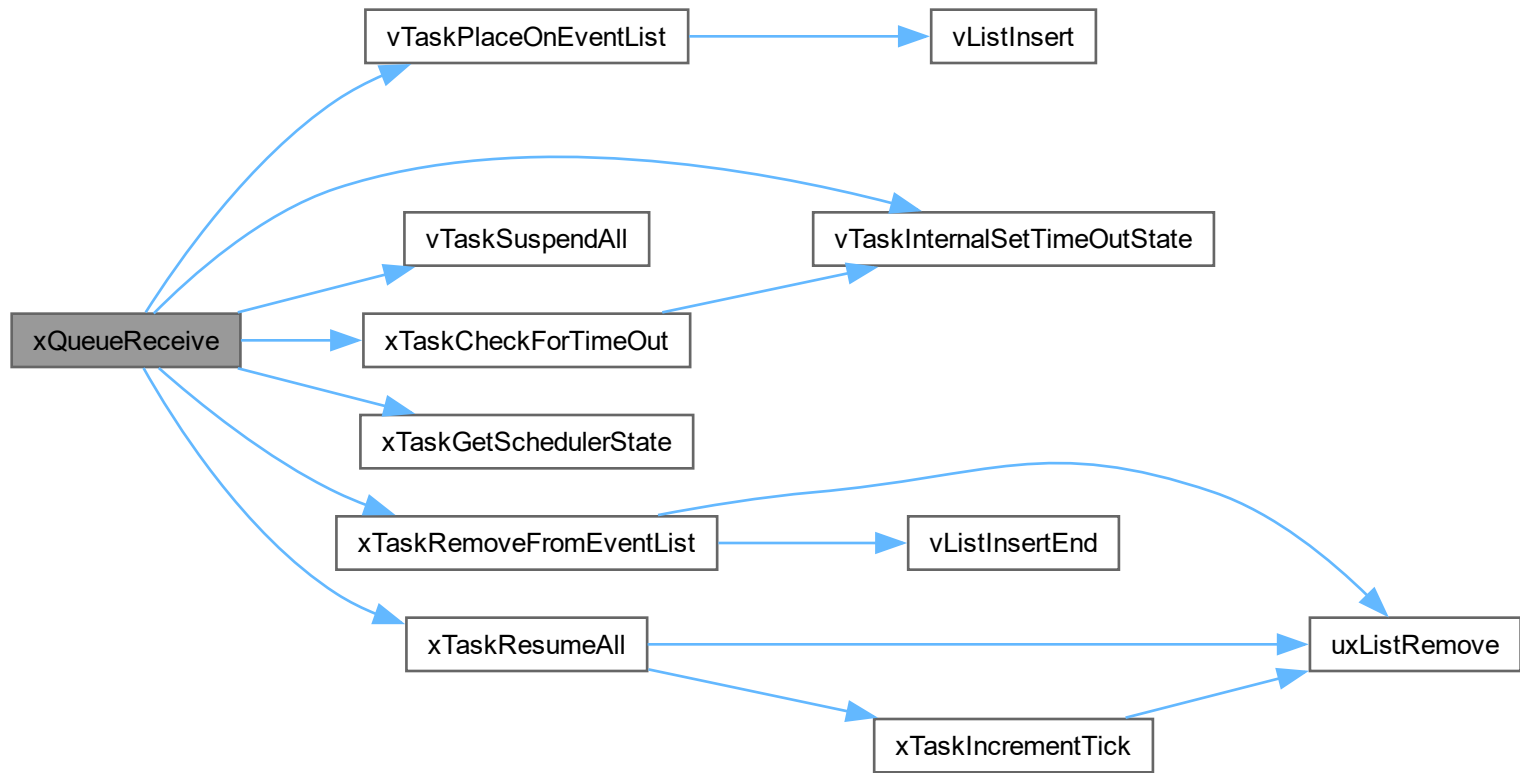 vTaskPlaceOnEventList
vListInsert
vTaskSuspendAll
vTaskInternalSetTimeOutState
xQueueReceive
xTaskCheckForTimeOut
xTaskGetSchedulerState
xTaskRemoveFromEventList
vListInsertEnd
xTaskResumeAll
uxListRemove
xTaskIncrementTick